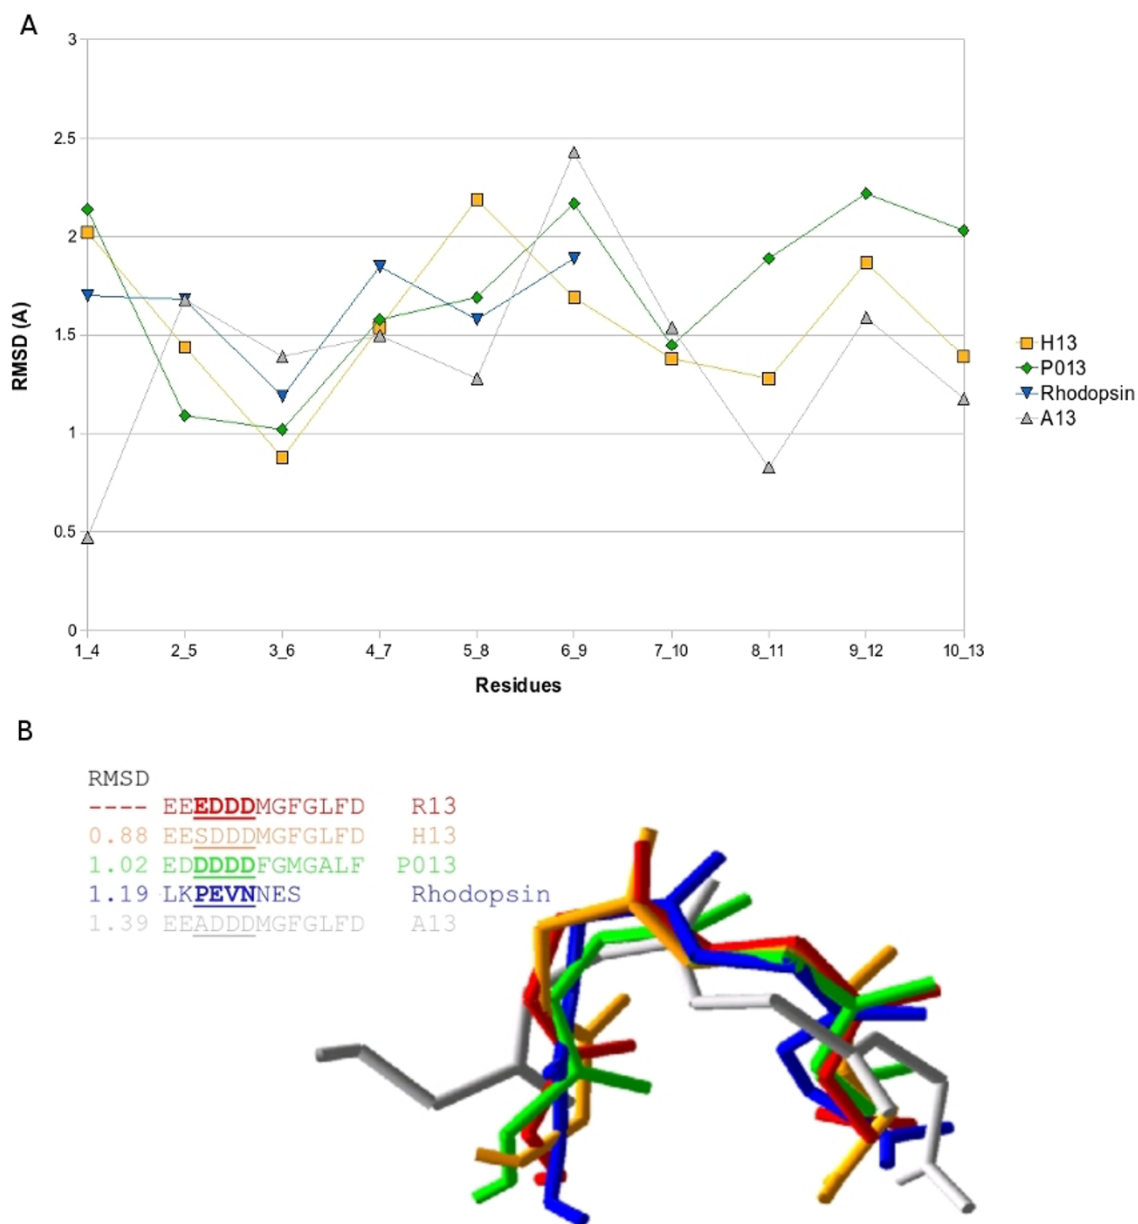 A
3
2.5
2
1.5
1
0.5
0
RMSD (A)
1_4 2_5 3_6 4_7 5_8 6_9 7_10 8_11 9_12 10_13
Residues
H13
P013
Rhodopsin
A13
B
RMSD
---- EEEDDDMGFGLFD R13
0.88 EESDDDMGFGLFD H13
1.02 EDDDDDFGMGALF P013
1.19 LKPEVNNES Rhodopsin
1.39 EEADDDMGFGLFD A13